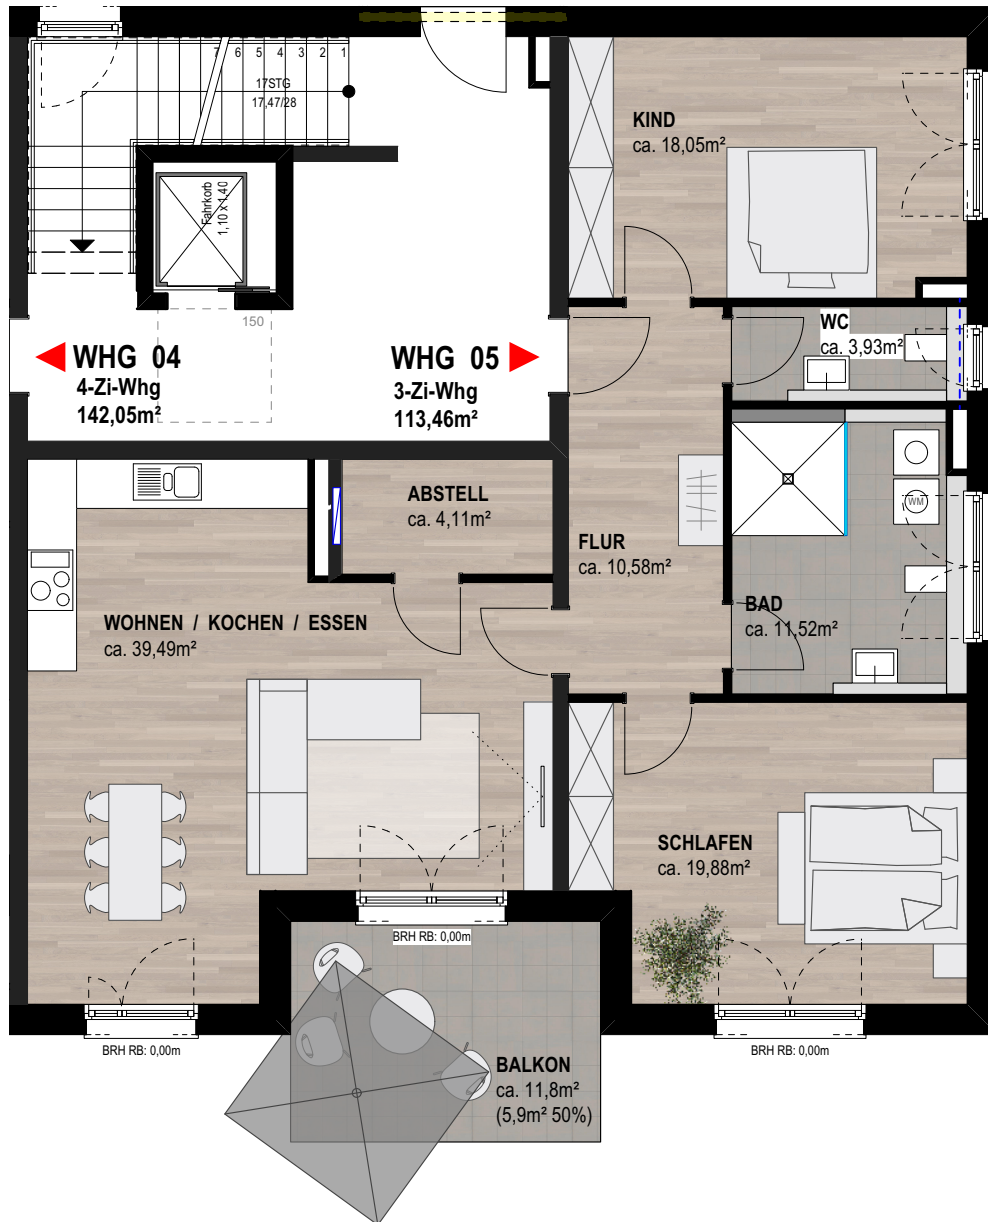 7 6 5 4 3 2 1
17STG
17,47/28
KIND
ca. 18,05m²
Fahrkorb
1,10 x 1,40
150
WC
ca. 3,93m²
WHG 04
4-Zi-Whg
142,05m²
WHG 05
3-Zi-Whg
113,46m²
ABSTELL
ca. 4,11m²
WM
FLUR
ca. 10,58m²
BAD
ca. 11,52m²
WOHNEN / KOCHEN / ESSEN
ca. 39,49m²
SCHLAFEN
ca. 19,88m²
BRH RB: 0,00m
BRH RB: 0,00m
BRH RB: 0,00m
BALKON
ca. 11,8m²
(5,9m² 50%)